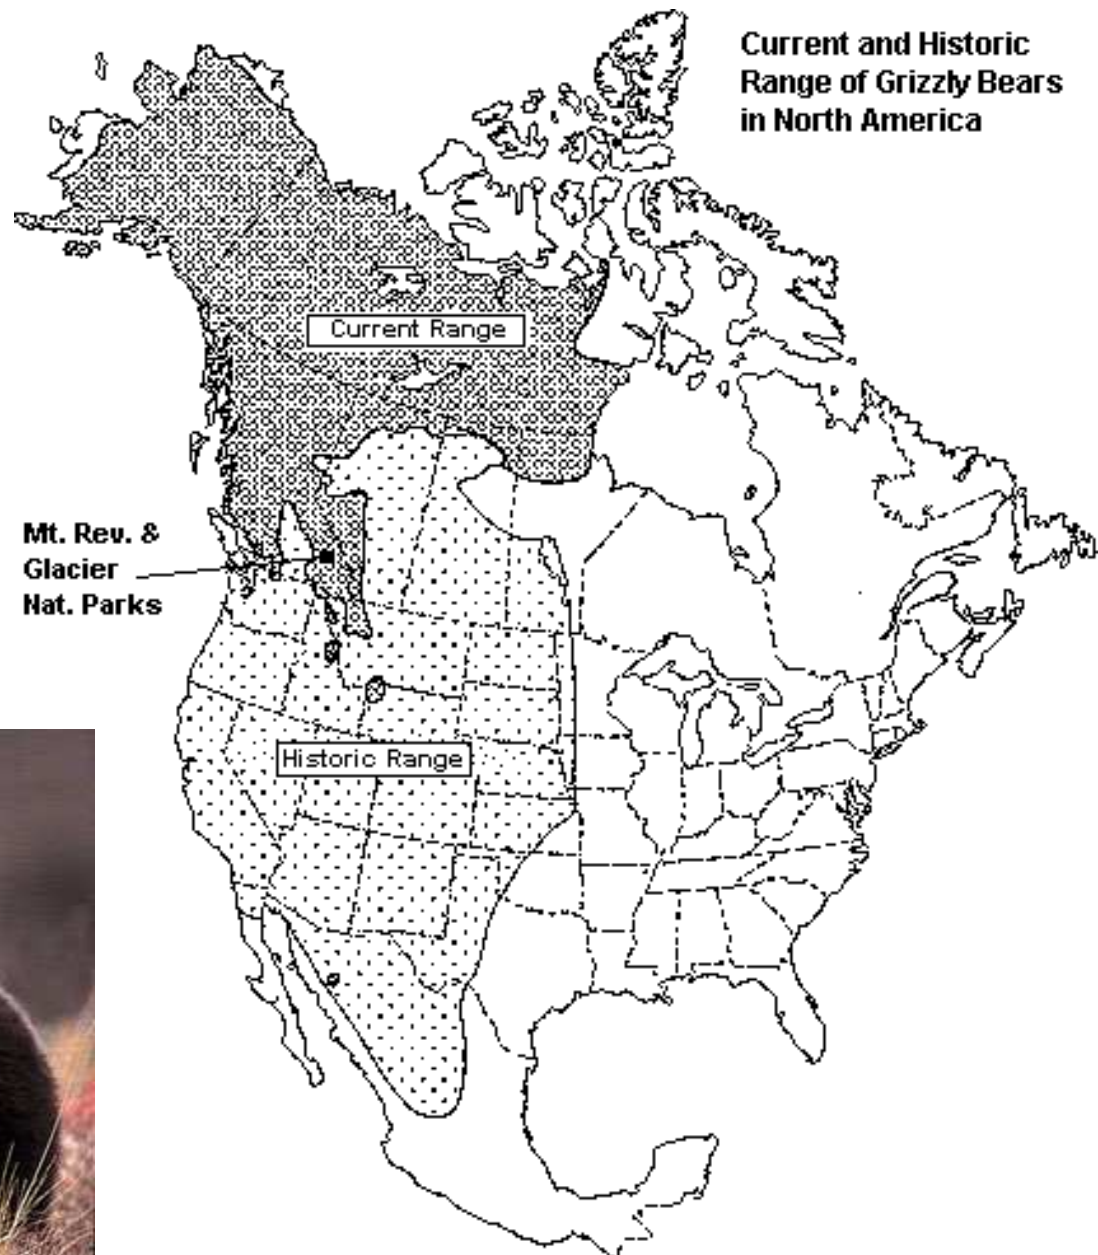 Current and Historic
Range of Grizzly Bears
in North America
Current Range
Mt. Rev. &
Glacier
Nat. Parks
Historic Range